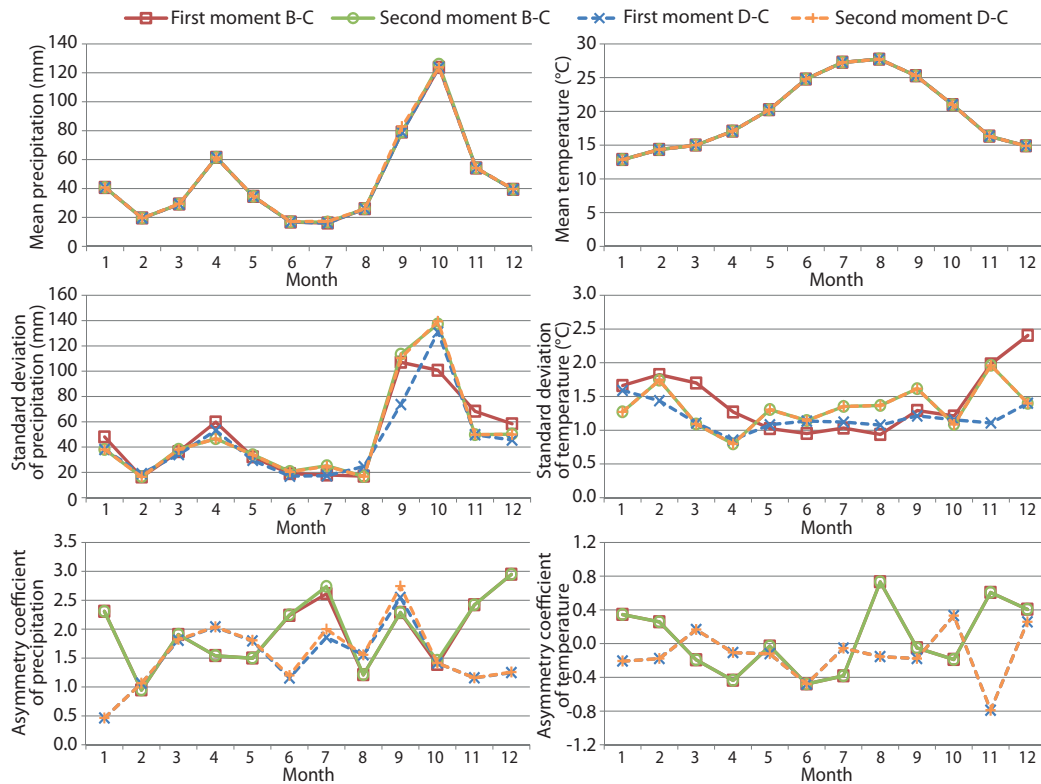 First moment B-C Second moment B-C First moment D-C Second moment D-C
Mean precipitation (mm)
140
120
100
80
60
40
20
0
1 2 3 4 5 6 7 8 9 10 11 12
Month
Mean temperature (°C)
30
25
20
15
10
5
0
1 2 3 4 5 6 7 8 9 10 11 12
Month
Standard deviation
of precipitation (mm)
160
140
120
100
80
60
40
20
0
1 2 3 4 5 6 7 8 9 10 11 12
Month
Standard deviation
of temperature (°C)
3.0
2.5
2.0
1.5
1.0
0.5
0.0
1 2 3 4 5 6 7 8 9 10 11 12
Month
Asymmetry coefficient
of precipitation
3.5
3.0
2.5
2.0
1.5
1.0
0.5
0.0
1 2 3 4 5 6 7 8 9 10 11 12
Month
Asymmetry coefficient
of temperature
1.2
0.8
0.4
0.0
-0.4
-0.8
-1.2
1 2 3 4 5 6 7 8 9 10 11 12
Month